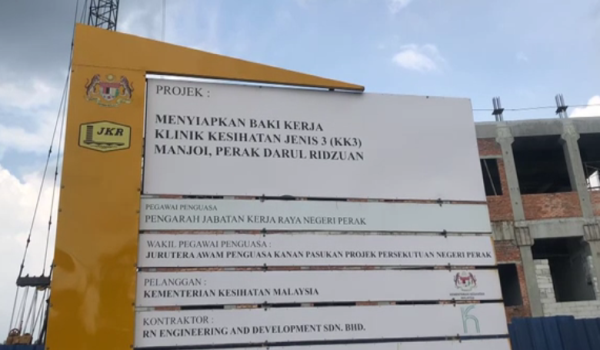 PROJEK :
MENYIAPKAN BAKI KERJA
KLINIK KESIHATAN JENIS 3 (KK3)
MANJOI, PERAK DARUL RIDZUAN
JKR
PEGAWAI PENGUASA
PENGARAH JABATAN KERJA RAYA NEGERI PERAK
WAKIL PEGAWAI PENGUASA :
JURUTERA AWAM PENGUASA KANAN PASUKAN PROJEK PERSEKUTUAN NEGERI PERAK
PELANGGAN :
KEMENTERIAN KESIHATAN MALAYSIA
KONTRAKTOR :
RN ENGINEERING AND DEVELOPMENT SDN. BHD.